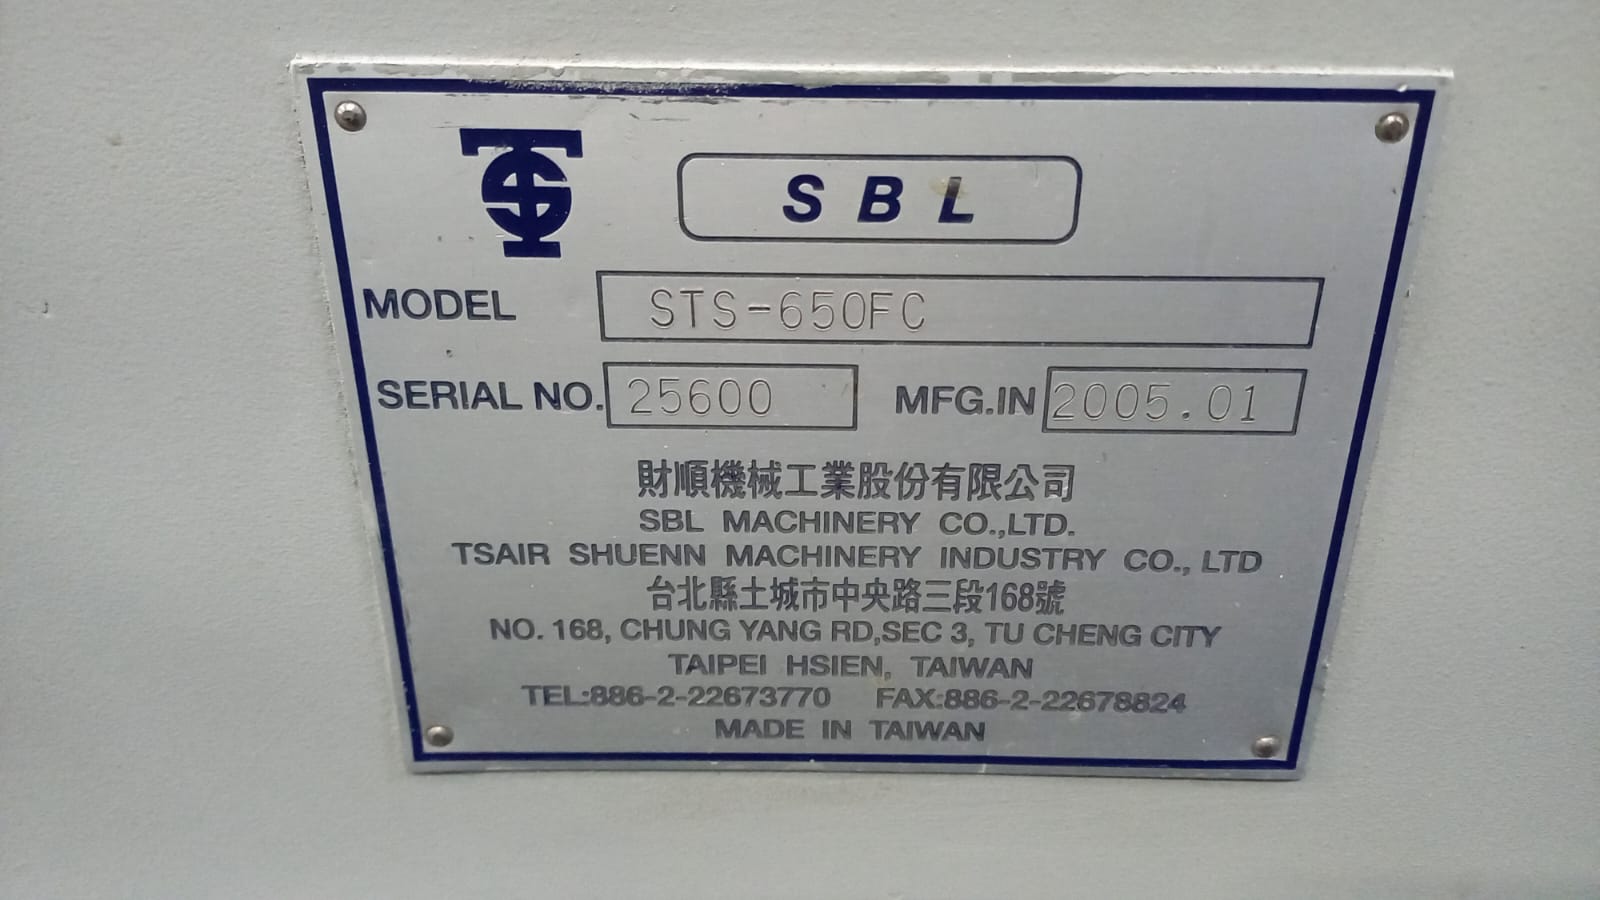 TS
SBL
MODEL STS-650FC
SERIAL NO. 25600 MFG.IN 2005.01
財順機械工業股份有限公司
SBL MACHINERY CO.,LTD.
TSAIR SHUENN MACHINERY INDUSTRY CO., LTD
台北縣土城市中央路三段168號
NO. 168, CHUNG YANG RD,SEC 3, TU CHENG CITY
TAIPEI HSIEN, TAIWAN
TEL:886-2-22673770 FAX:886-2-22678824
MADE IN TAIWAN